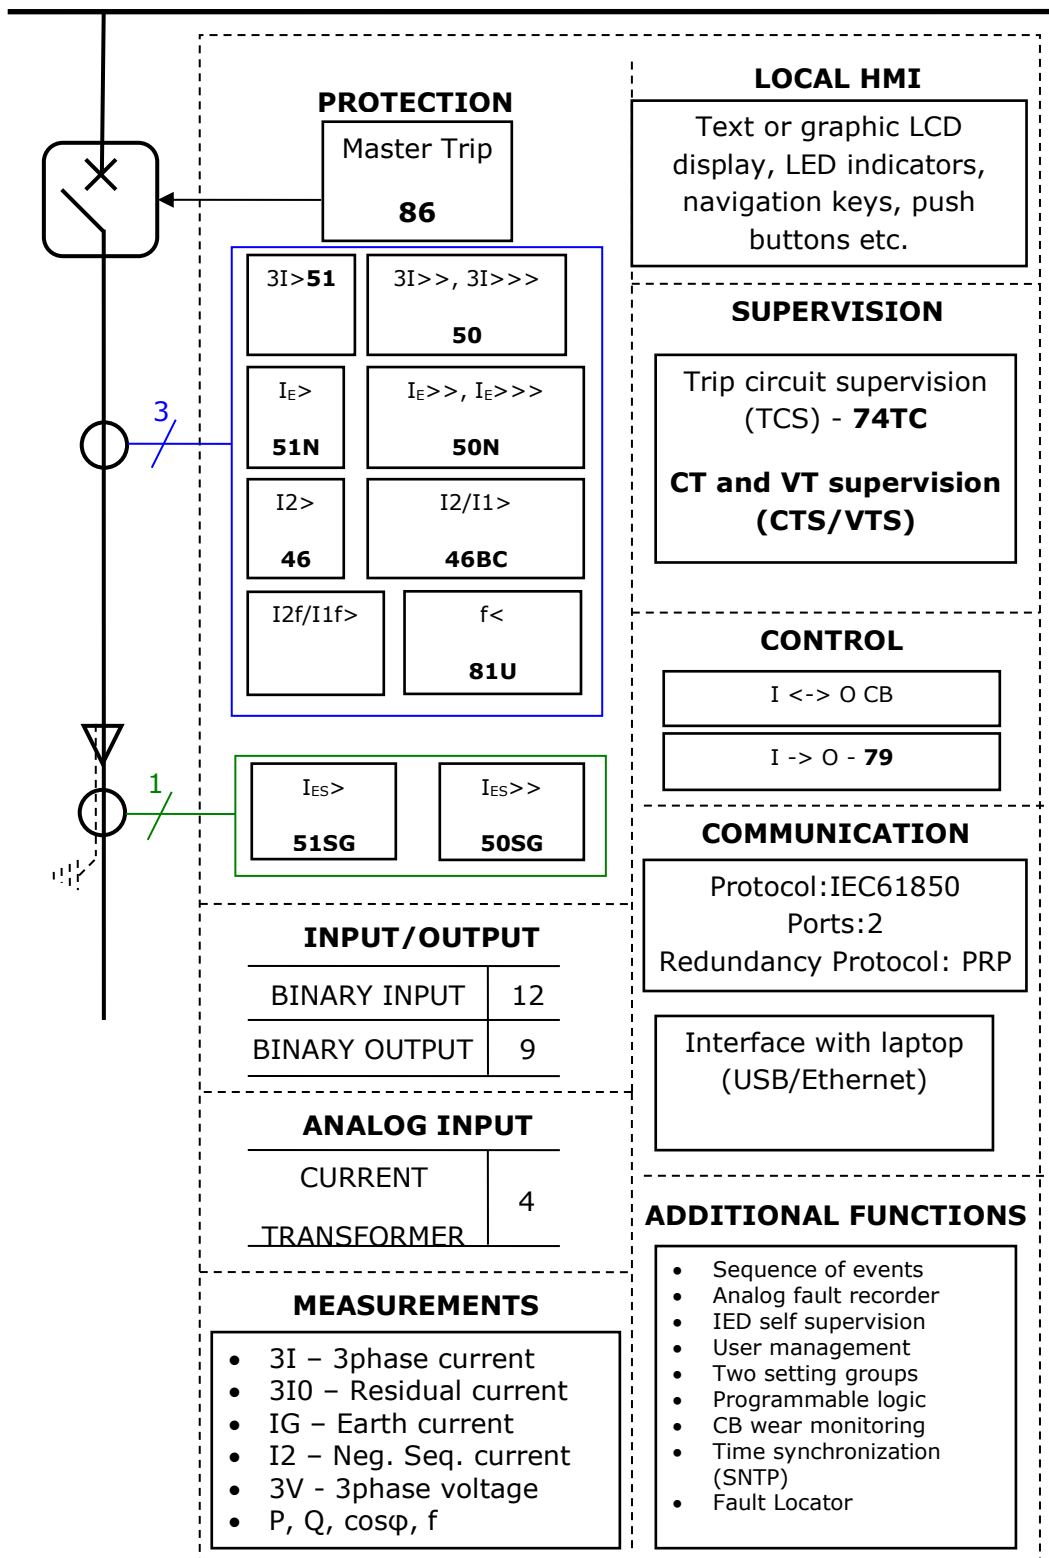 PROTECTION
Master Trip
86
3I>51
3I>>, 3I>>>
50
IE>
51N
IE>>, IE>>>
50N
I2>
46
I2/I1>
46BC
I2f/I1f>
f<
81U
3
1
IES>
51SG
IES>>
50SG
INPUT/OUTPUT
BINARY INPUT 12
BINARY OUTPUT 9
ANALOG INPUT
CURRENT
TRANSFORMER
4
MEASUREMENTS
• 3I – 3phase current
• 3I0 – Residual current
• IG – Earth current
• I2 – Neg. Seq. current
• 3V - 3phase voltage
• P, Q, cosφ, f
LOCAL HMI
Text or graphic LCD
display, LED indicators,
navigation keys, push
buttons etc.
SUPERVISION
Trip circuit supervision
(TCS) - 74TC
CT and VT supervision
(CTS/VTS)
CONTROL
I <-> O CB
I -> O - 79
COMMUNICATION
Protocol:IEC61850
Ports:2
Redundancy Protocol: PRP
Interface with laptop
(USB/Ethernet)
ADDITIONAL FUNCTIONS
• Sequence of events
• Analog fault recorder
• IED self supervision
• User management
• Two setting groups
• Programmable logic
• CB wear monitoring
• Time synchronization
(SNTP)
• Fault Locator